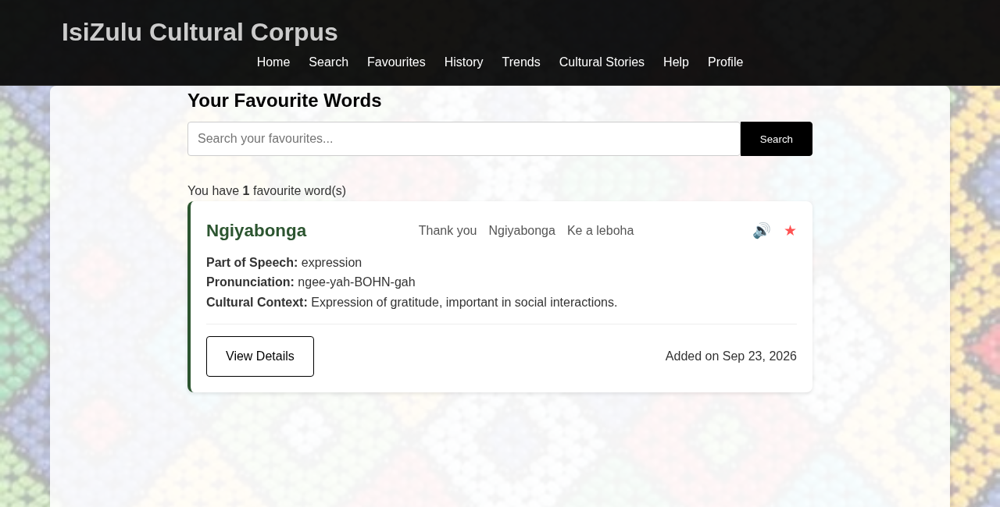 IsiZulu Cultural Corpus
Home Search Favourites History Trends Cultural Stories Help Profile
Your Favourite Words
Search your favourites...
Search
You have 1 favourite word(s)
Ngiyabonga Thank you Ngiyabonga Ke a leboha
Part of Speech: expression
Pronunciation: ngee-yah-BOHN-gah
Cultural Context: Expression of gratitude, important in social interactions.
View Details
Added on Sep 23, 2026